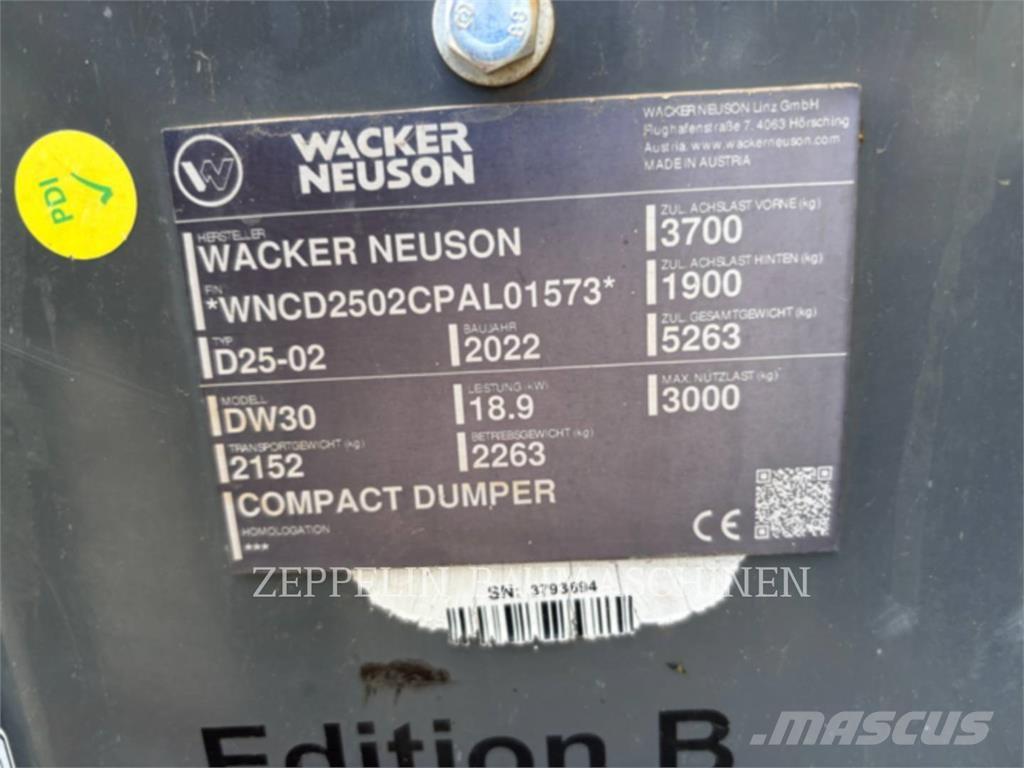 PDI
WACKER
NEUSON
WACKER NEUSON Linz GmbH
Flughafenstraße 7, 4063 Hörsching
Austria, www.wackerneuson.com
MADE IN AUSTRIA
HERSTELLER
WACKER NEUSON
ZUL. ACHSLAST VORNE (kg)
3700
FIN
*WNCD2502CPAL01573*
ZUL. ACHSLAST HINTEN (kg)
1900
TYP
D25-02
BAUJAHR
2022
ZUL. GESAMTGEWICHT (kg)
5263
MODELL
DW30
LEISTUNG (kW)
18.9
MAX. NUTZLAST (kg)
3000
TRANSPORTGEWICHT (kg)
2152
BETRIEBSGEWICHT (kg)
2263
COMPACT DUMPER
HOMOLOGATION
***
CE
ZEPPELIN BAUMASCHINEN
SN: 3793694
Edition B
MASCUS